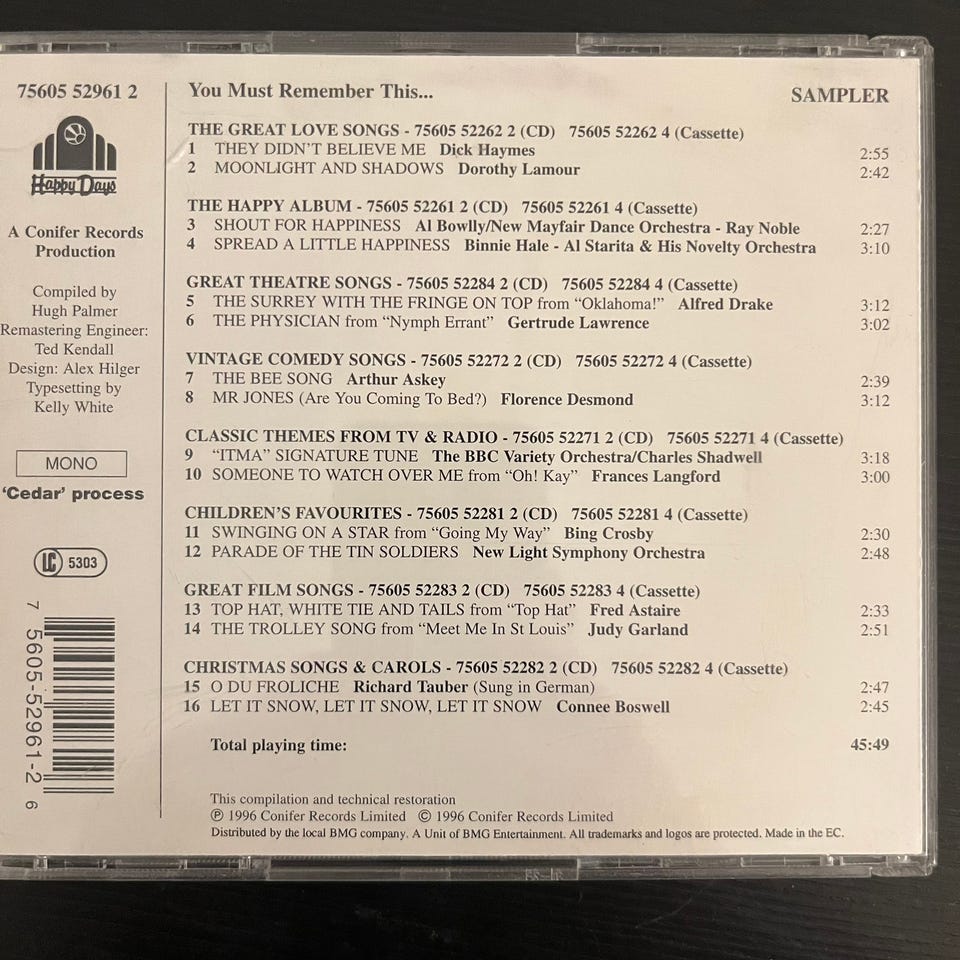 75605 52961 2
Happy Days
A Conifer Records
Production
Compiled by
Hugh Palmer
Remastering Engineer:
Ted Kendall
Design: Alex Hilger
Typesetting by
Kelly White
MONO
'Cedar' process
LC 5303
7 5605-52961-2 6
You Must Remember This...
SAMPLER
THE GREAT LOVE SONGS - 75605 52262 2 (CD) 75605 52262 4 (Cassette)
1 THEY DIDN'T BELIEVE ME Dick Haymes 2:55
2 MOONLIGHT AND SHADOWS Dorothy Lamour 2:42
THE HAPPY ALBUM - 75605 52261 2 (CD) 75605 52261 4 (Cassette)
3 SHOUT FOR HAPPINESS Al Bowlly/New Mayfair Dance Orchestra - Ray Noble 2:27
4 SPREAD A LITTLE HAPPINESS Binnie Hale - Al Starita & His Novelty Orchestra 3:10
GREAT THEATRE SONGS - 75605 52284 2 (CD) 75605 52284 4 (Cassette)
5 THE SURREY WITH THE FRINGE ON TOP from "Oklahoma!" Alfred Drake 3:12
6 THE PHYSICIAN from "Nymph Errant" Gertrude Lawrence 3:02
VINTAGE COMEDY SONGS - 75605 52272 2 (CD) 75605 52272 4 (Cassette)
7 THE BEE SONG Arthur Askey 2:39
8 MR JONES (Are You Coming To Bed?) Florence Desmond 3:12
CLASSIC THEMES FROM TV & RADIO - 75605 52271 2 (CD) 75605 52271 4 (Cassette)
9 "ITMA" SIGNATURE TUNE The BBC Variety Orchestra/Charles Shadwell 3:18
10 SOMEONE TO WATCH OVER ME from "Oh! Kay" Frances Langford 3:00
CHILDREN'S FAVOURITES - 75605 52281 2 (CD) 75605 52281 4 (Cassette)
11 SWINGING ON A STAR from "Going My Way" Bing Crosby 2:30
12 PARADE OF THE TIN SOLDIERS New Light Symphony Orchestra 2:48
GREAT FILM SONGS - 75605 52283 2 (CD) 75605 52283 4 (Cassette)
13 TOP HAT, WHITE TIE AND TAILS from "Top Hat" Fred Astaire 2:33
14 THE TROLLEY SONG from "Meet Me In St Louis" Judy Garland 2:51
CHRISTMAS SONGS & CAROLS - 75605 52282 2 (CD) 75605 52282 4 (Cassette)
15 O DU FROLICHE Richard Tauber (Sung in German) 2:47
16 LET IT SNOW, LET IT SNOW, LET IT SNOW Connee Boswell 2:45
Total playing time: 45:49
This compilation and technical restoration
℗ 1996 Conifer Records Limited © 1996 Conifer Records Limited
Distributed by the local BMG company. A Unit of BMG Entertainment. All trademarks and logos are protected. Made in the EC.